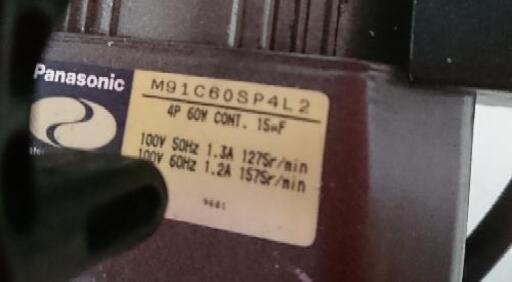 Panasonic
M91C60SP4L2
4P 60W CONT. 15μF
100V 50Hz 1.3A 1275r/min
100V 60Hz 1.2A 1575r/min